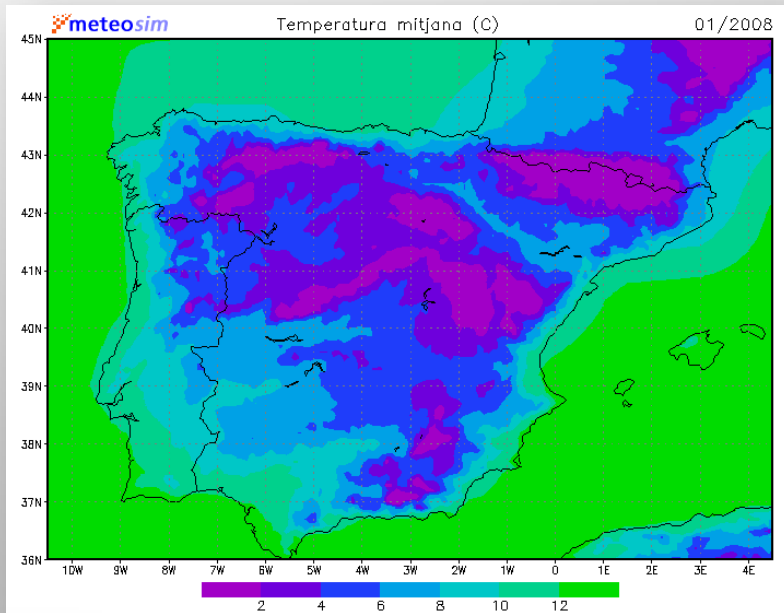 meteosim
Temperatura mitjana (C)
01/2008
45N
44N
43N
42N
41N
40N
39N
38N
37N
36N
10W 9W 8W 7W 6W 5W 4W 3W 2W 1W 0 1E 2E 3E 4E
2 4 6 8 10 12